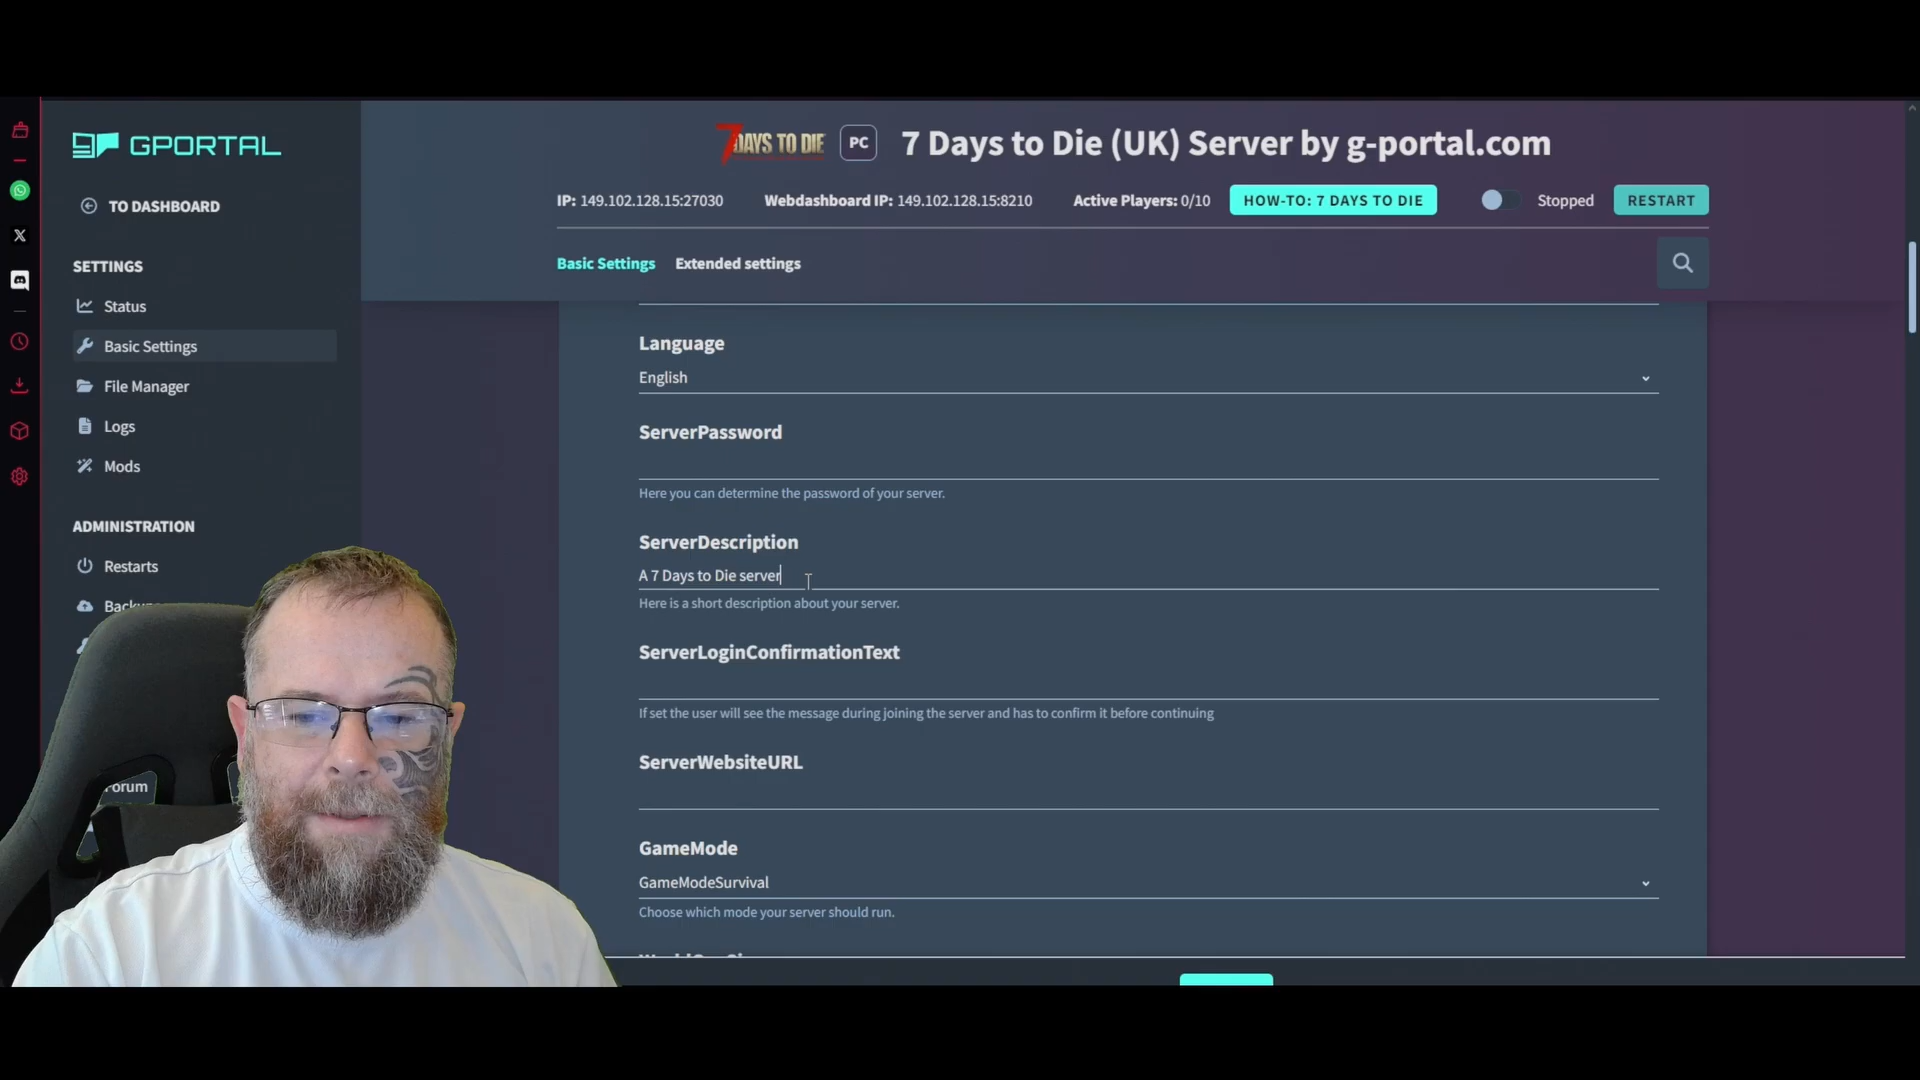 GPORTAL
7 DAYS TO DIE
PC
7 Days to Die (UK) Server by g-portal.com
TO DASHBOARD
IP: 149.102.128.15:27030
Webdashboard IP: 149.102.128.15:8210
Active Players: 0/10
HOW-TO: 7 DAYS TO DIE
Stopped
RESTART
SETTINGS
Status
Basic Settings
File Manager
Logs
Mods
ADMINISTRATION
Restarts
Forum
Basic Settings
Extended settings
Language
English
ServerPassword
Here you can determine the password of your server.
ServerDescription
A 7 Days to Die server
Here is a short description about your server.
ServerLoginConfirmationText
If set the user will see the message during joining the server and has to confirm it before continuing
ServerWebsiteURL
GameMode
GameModeSurvival
Choose which mode your server should run.